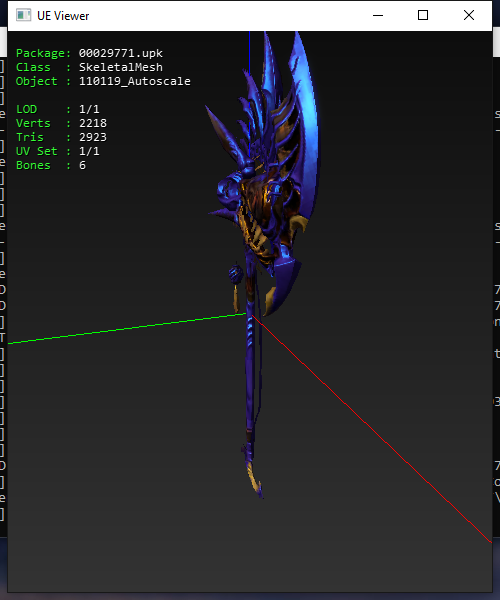 UE Viewer
Package: 00029771.upk
Class : SkeletalMesh
Object : 110119_Autoscale
LOD : 1/1
Verts : 2218
Tris : 2923
UV Set : 1/1
Bones : 6